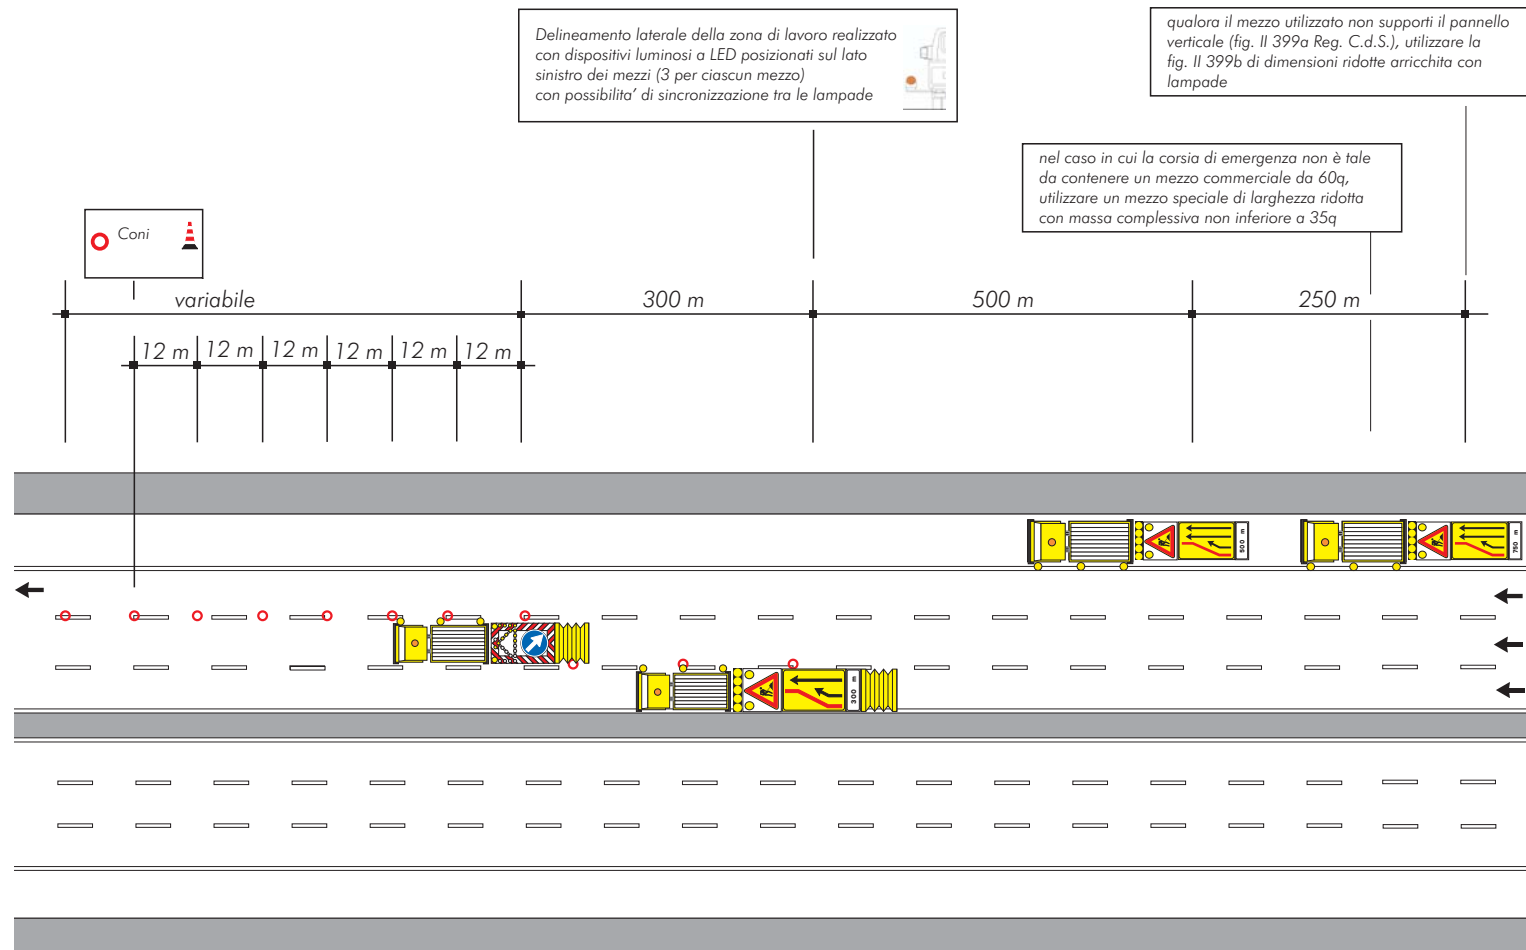 Delineamento laterale della zona di lavoro realizzato
con dispositivi luminosi a LED posizionati sul lato
sinistro dei mezzi (3 per ciascun mezzo)
con possibilita' di sincronizzazione tra le lampade
qualora il mezzo utilizzato non supporti il pannello
verticale (fig. II 399a Reg. C.d.S.), utilizzare la
fig. II 399b di dimensioni ridotte arricchita con
lampade
nel caso in cui la corsia di emergenza non è tale
da contenere un mezzo commerciale da 60q,
utilizzare un mezzo speciale di larghezza ridotta
con massa complessiva non inferiore a 35q
Coni
variabile
300 m
500 m
250 m
12 m
12 m
12 m
12 m
12 m
12 m
500 m
750 m
300 m